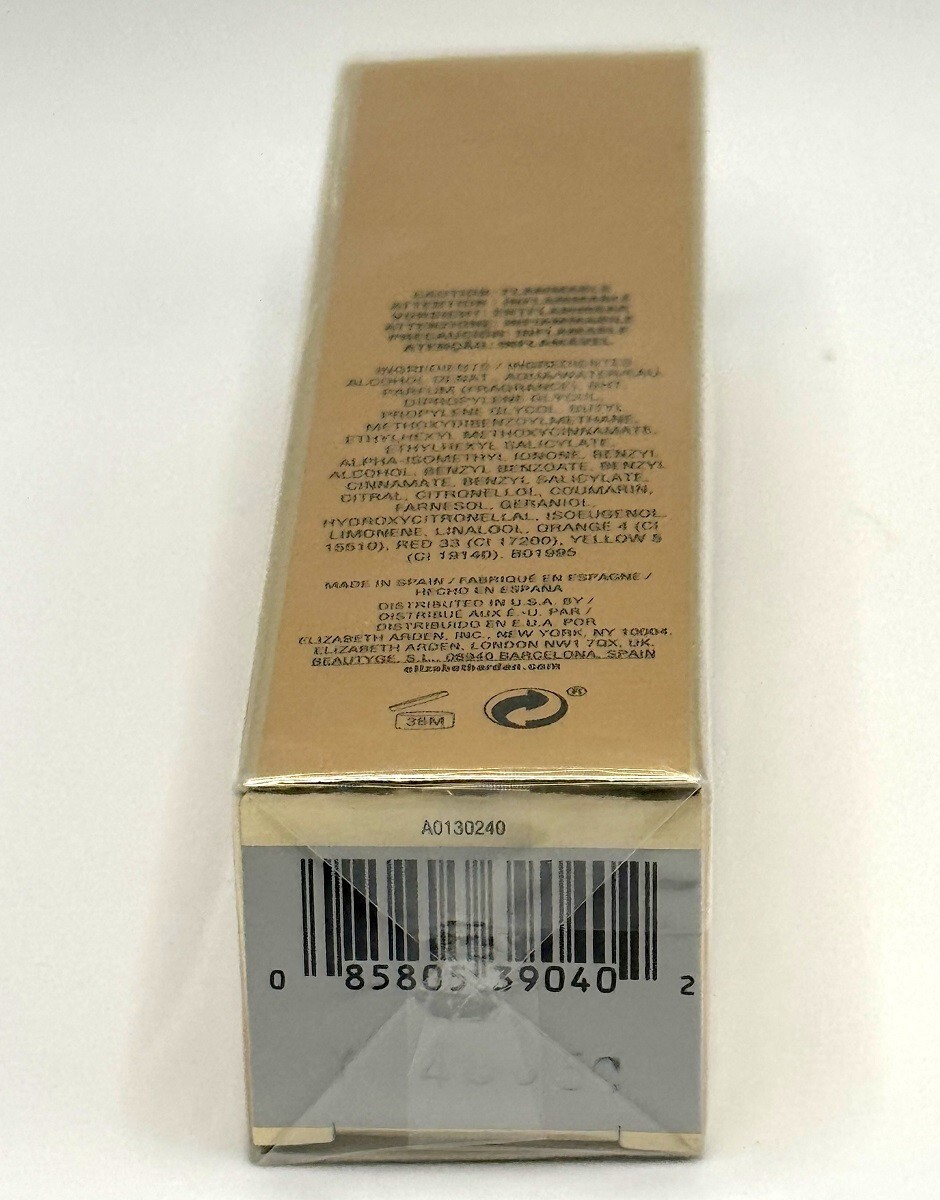 CAUTION: FLAMMABLE
ATTENTION : INFLAMMABLE
VORSICHT: ENTFLAMMBAR
ATTENZIONE: INFIAMMABILE
PRECAUCIÓN: INFLAMABLE
ATENÇÃO: INFLAMÁVEL
INGREDIENTS / INGREDIENTES:
ALCOHOL DENAT., AQUA/WATER/EAU,
PARFUM (FRAGRANCE), BHT,
DIPROPYLENE GLYCOL,
PROPYLENE GLYCOL, BUTYL
METHOXYDIBENZOYLMETHANE,
ETHYLHEXYL METHOXYCINNAMATE,
ETHYLHEXYL SALICYLATE,
ALPHA-ISOMETHYL IONONE, BENZYL
ALCOHOL, BENZYL BENZOATE, BENZYL
CINNAMATE, BENZYL SALICYLATE,
CITRAL, CITRONELLOL, COUMARIN,
FARNESOL, GERANIOL,
HYDROXYCITRONELLAL, ISOEUGENOL,
LIMONENE, LINALOOL, ORANGE 4 (CI
15510), RED 33 (CI 17200), YELLOW 5
(CI 19140). B01996
MADE IN SPAIN / FABRIQUÉ EN ESPAGNE /
HECHO EN ESPAÑA
DISTRIBUTED IN U.S.A. BY /
DISTRIBUÉ AUX É.-U. PAR /
DISTRIBUIDO EN E.U.A. POR
ELIZABETH ARDEN, INC., NEW YORK, NY 10004.
ELIZABETH ARDEN, LONDON NW1 7QX, UK.
BEAUTYGE, S.L., 08940 BARCELONA, SPAIN
elizabetharden.com
36M
®
A0130240
0 85805 39040 2